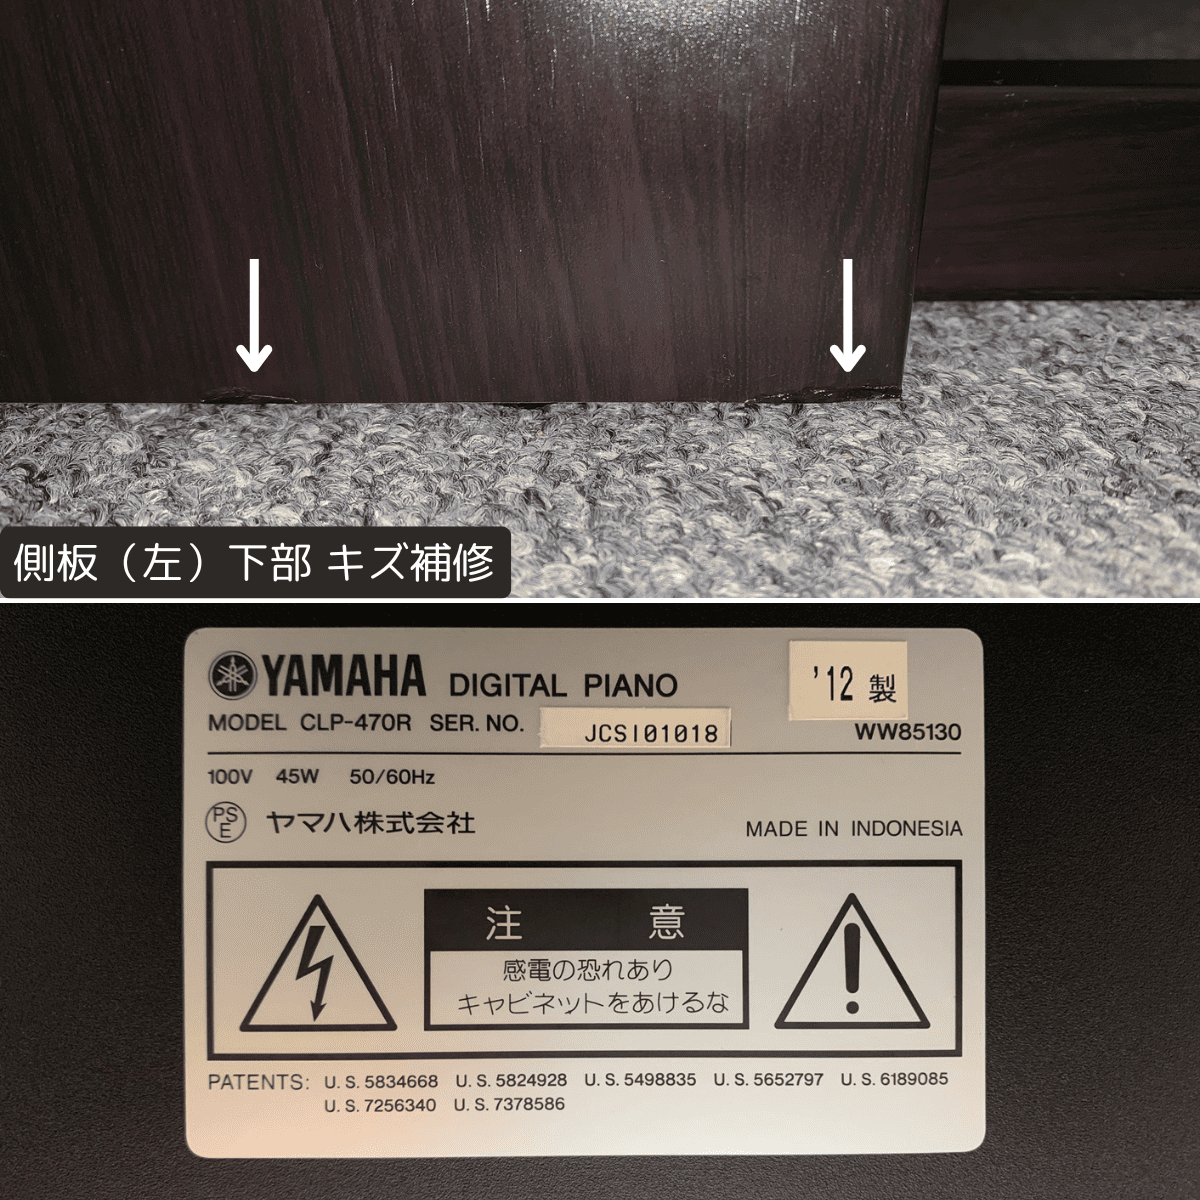 側板（左）下部 キズ補修
YAMAHA DIGITAL PIANO '12 製
MODEL CLP-470R SER. NO. JCSI01018 WW85130
100V 45W 50/60Hz
PSE ヤマハ株式会社
MADE IN INDONESIA
注意
感電の恐れあり
キャビネットをあけるな
PATENTS: U.S.5834668 U.S.5824928 U.S.5498835 U.S.5652797 U.S.6189085
U.S.7256340 U.S.7378586